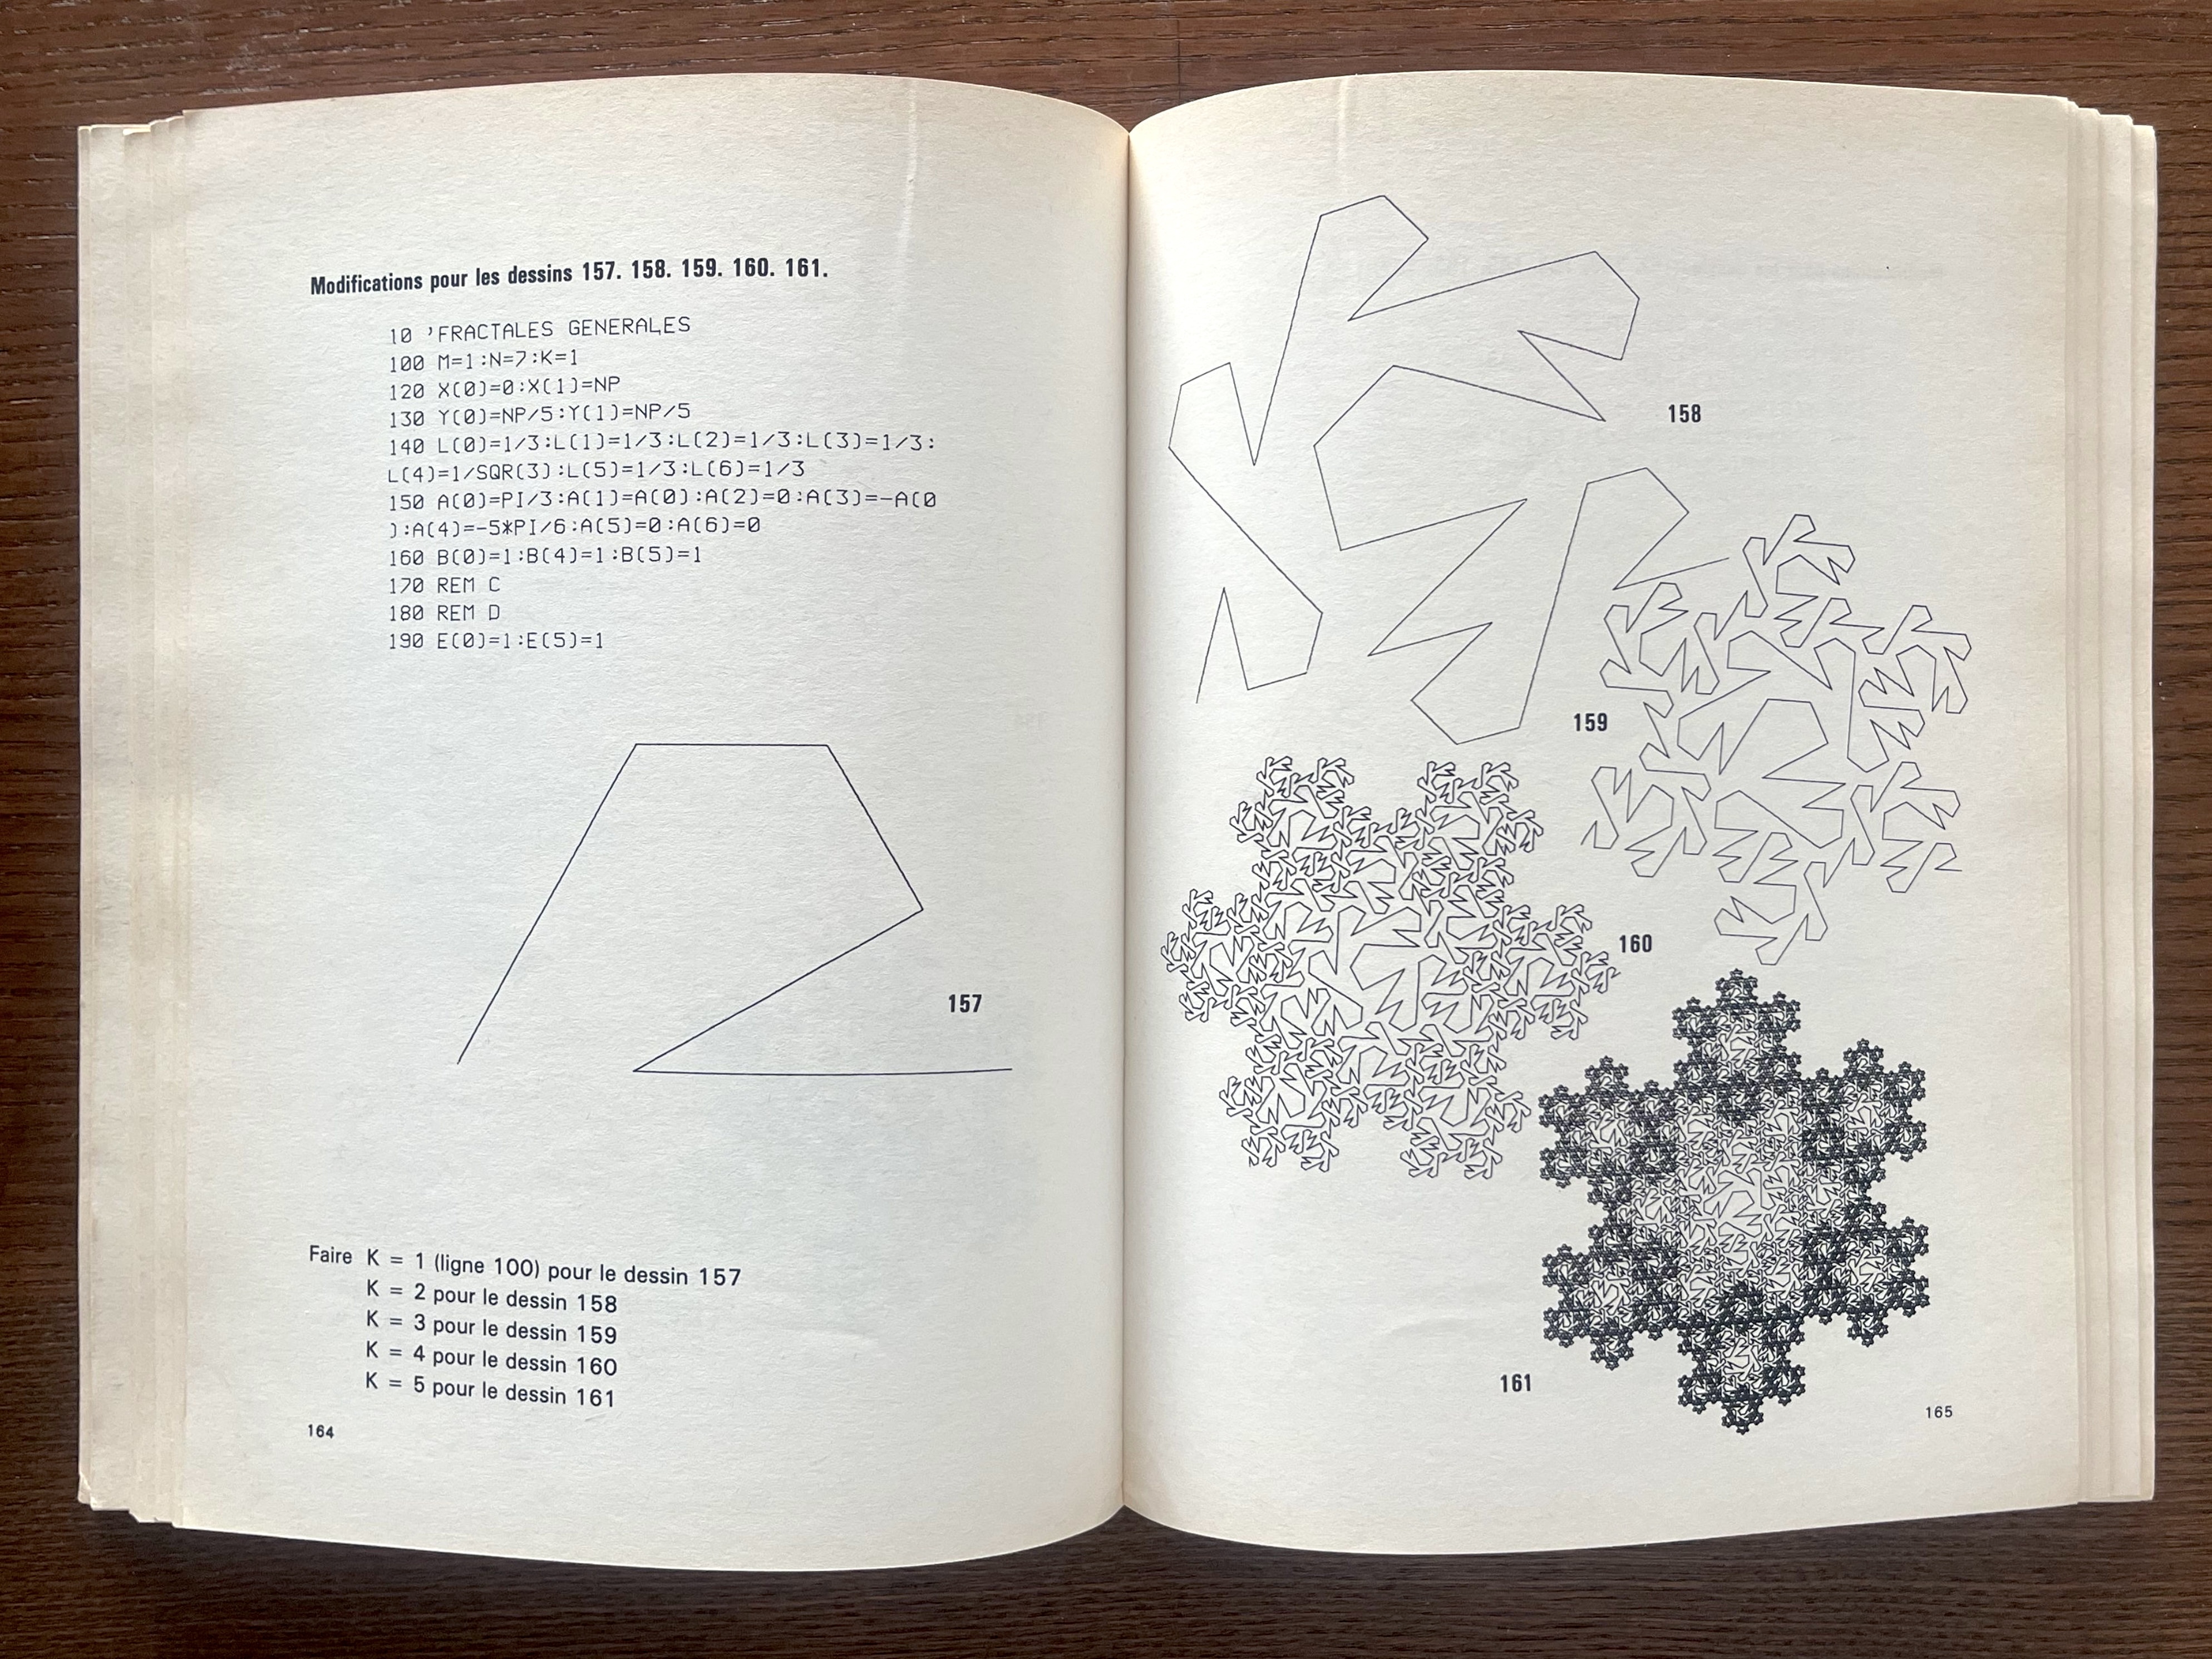 Modifications pour les dessins 157. 158. 159. 160. 161.
10 'FRACTALES GENERALES
100 M=1:N=7:K=1
120 X(0)=0:X(1)=NP
130 Y(0)=NP/5:Y(1)=NP/5
140 L(0)=1/3:L(1)=1/3:L(2)=1/3:L(3)=1/3:
L(4)=1/SQR(3):L(5)=1/3:L(6)=1/3
150 A(0)=PI/3:A(1)=A(0):A(2)=0:A(3)=-A(0
):A(4)=-5*PI/6:A(5)=0:A(6)=0
160 B(0)=1:B(4)=1:B(5)=1
170 REM C
180 REM D
190 E(0)=1:E(5)=1
157
Faire K = 1 (ligne 100) pour le dessin 157
K = 2 pour le dessin 158
K = 3 pour le dessin 159
K = 4 pour le dessin 160
K = 5 pour le dessin 161
164
158
159
160
161
165